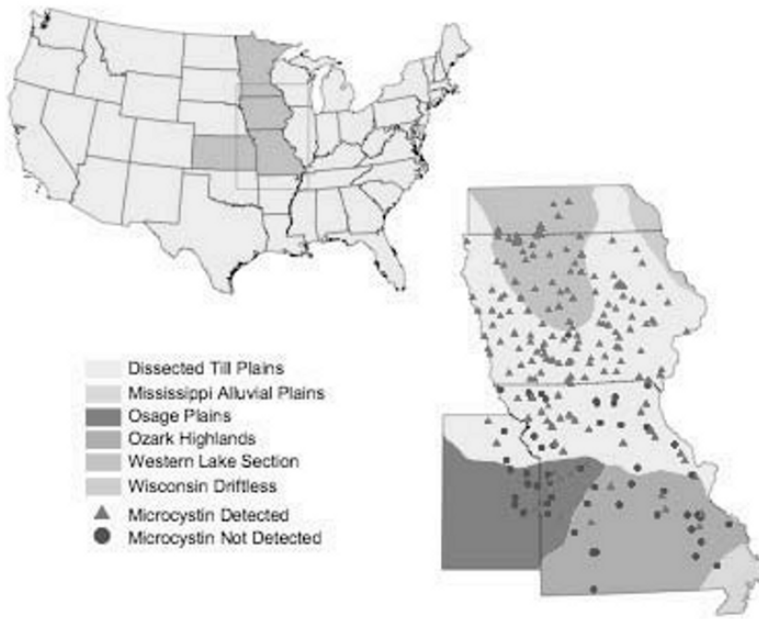 Dissected Till Plains
Mississippi Alluvial Plains
Osage Plains
Ozark Highlands
Western Lake Section
Wisconsin Driftless
Microcystin Detected
Microcystin Not Detected